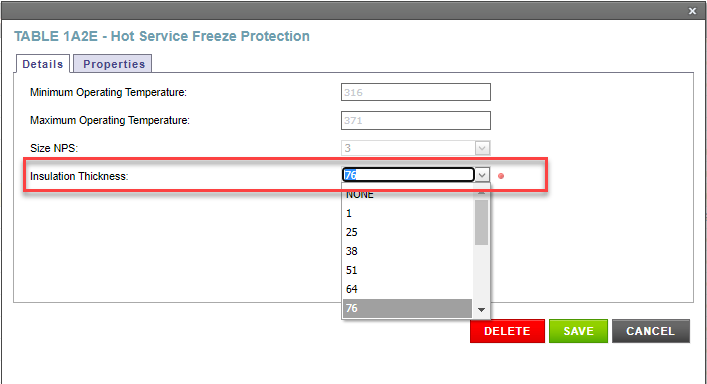 TABLE 1A2E - Hot Service Freeze Protection
Details Properties
Minimum Operating Temperature: 316
Maximum Operating Temperature: 371
Size NPS: 3
Insulation Thickness: 76
NONE
1
25
38
51
64
76
DELETE SAVE CANCEL